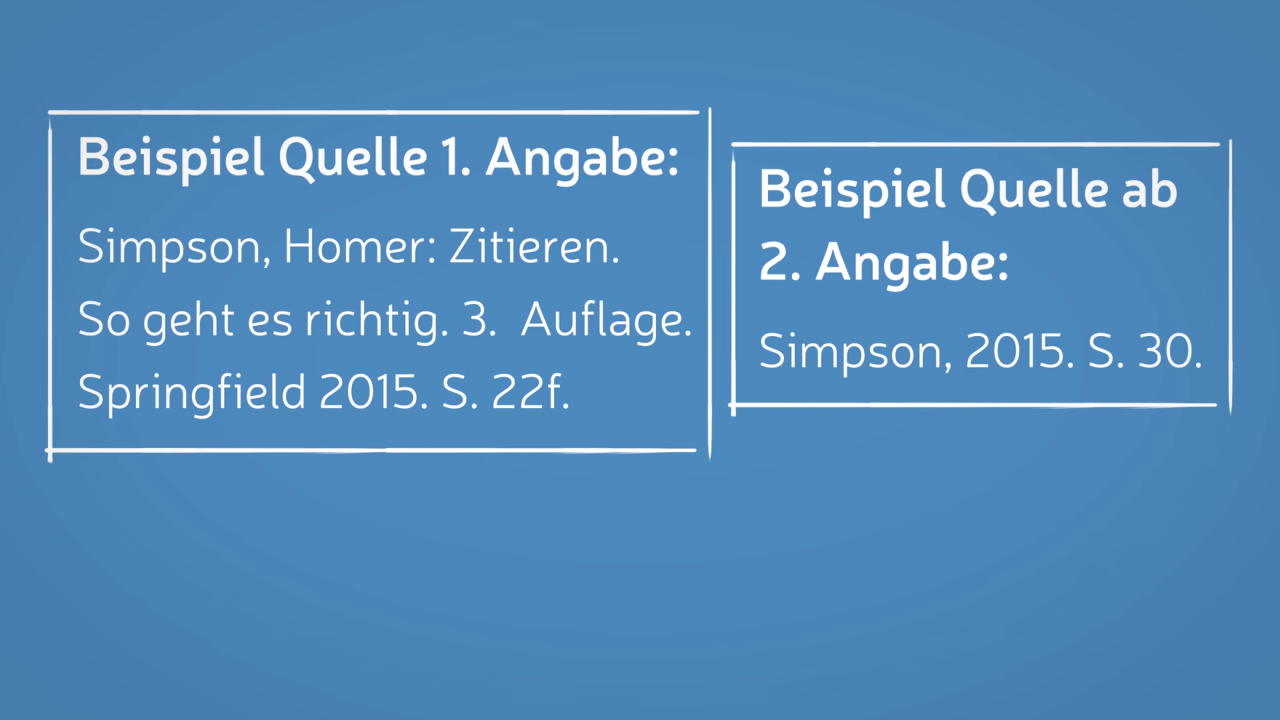 Beispiel Quelle 1. Angabe:
Simpson, Homer: Zitieren.
So geht es richtig. 3. Auflage.
Springfield 2015. S. 22f.
Beispiel Quelle ab
2. Angabe:
Simpson, 2015. S. 30.